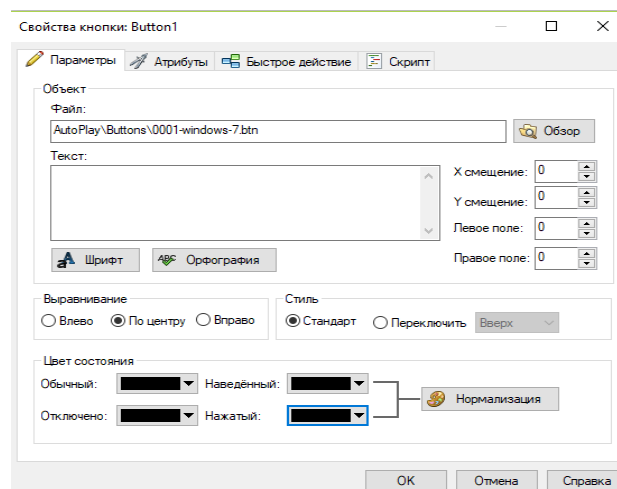 Свойства кнопки: Button1
Параметры Атрибуты Быстрое действие Скрипт
Объект
Файл:
AutoPlay\Buttons\0001-windows-7.btn Обзор
Текст:
X смещение: 0
Y смещение: 0
Левое поле: 0
Правое поле: 0
Шрифт ABC Орфография
Выравнивание Стиль
Влево По центру Вправо Стандарт Переключить Вверх
Цвет состояния
Обычный: Наведённый:
Нормализация
Отключено: Нажатый:
OK Отмена Справка